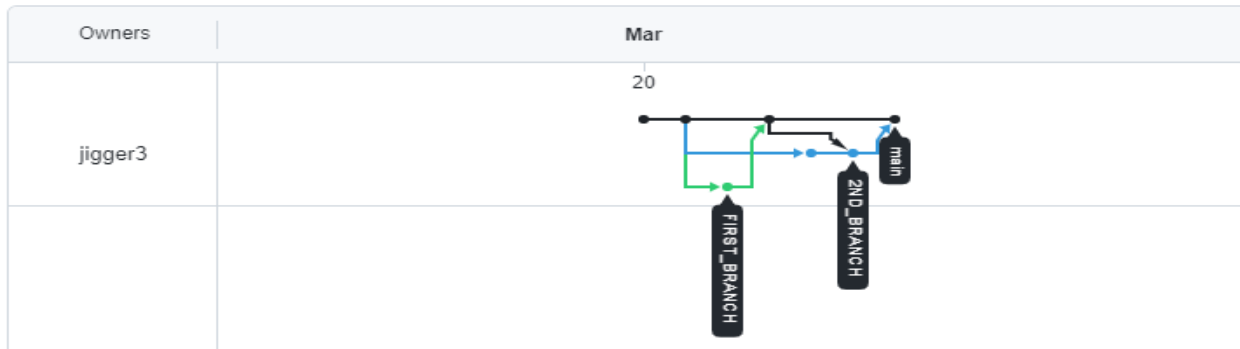 Owners
Mar
20
jigger3
main
2ND_BRANCH
FIRST_BRANCH